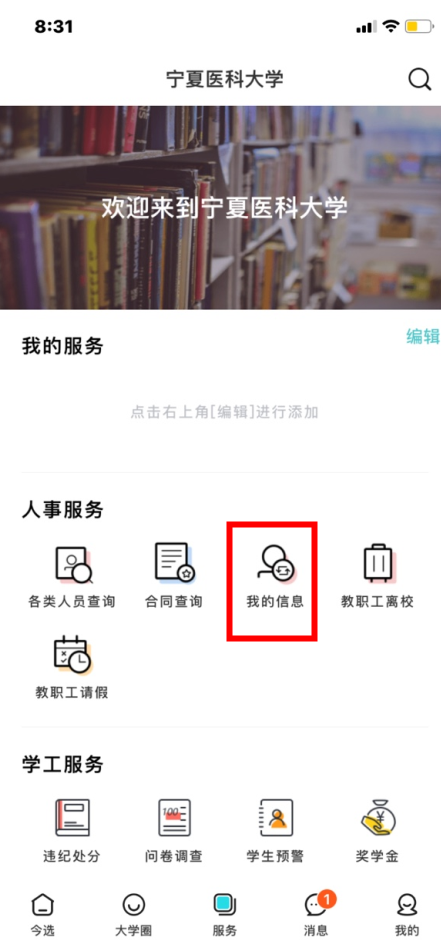 8:31
宁夏医科大学
欢迎来到宁夏医科大学
我的服务
编辑
点击右上角[编辑]进行添加
人事服务
各类人员查询 合同查询 我的信息 教职工离校
教职工请假
学工服务
100
¥
违纪处分 问卷调查 学生预警 奖学金
1
今选 大学圈 服务 消息 我的